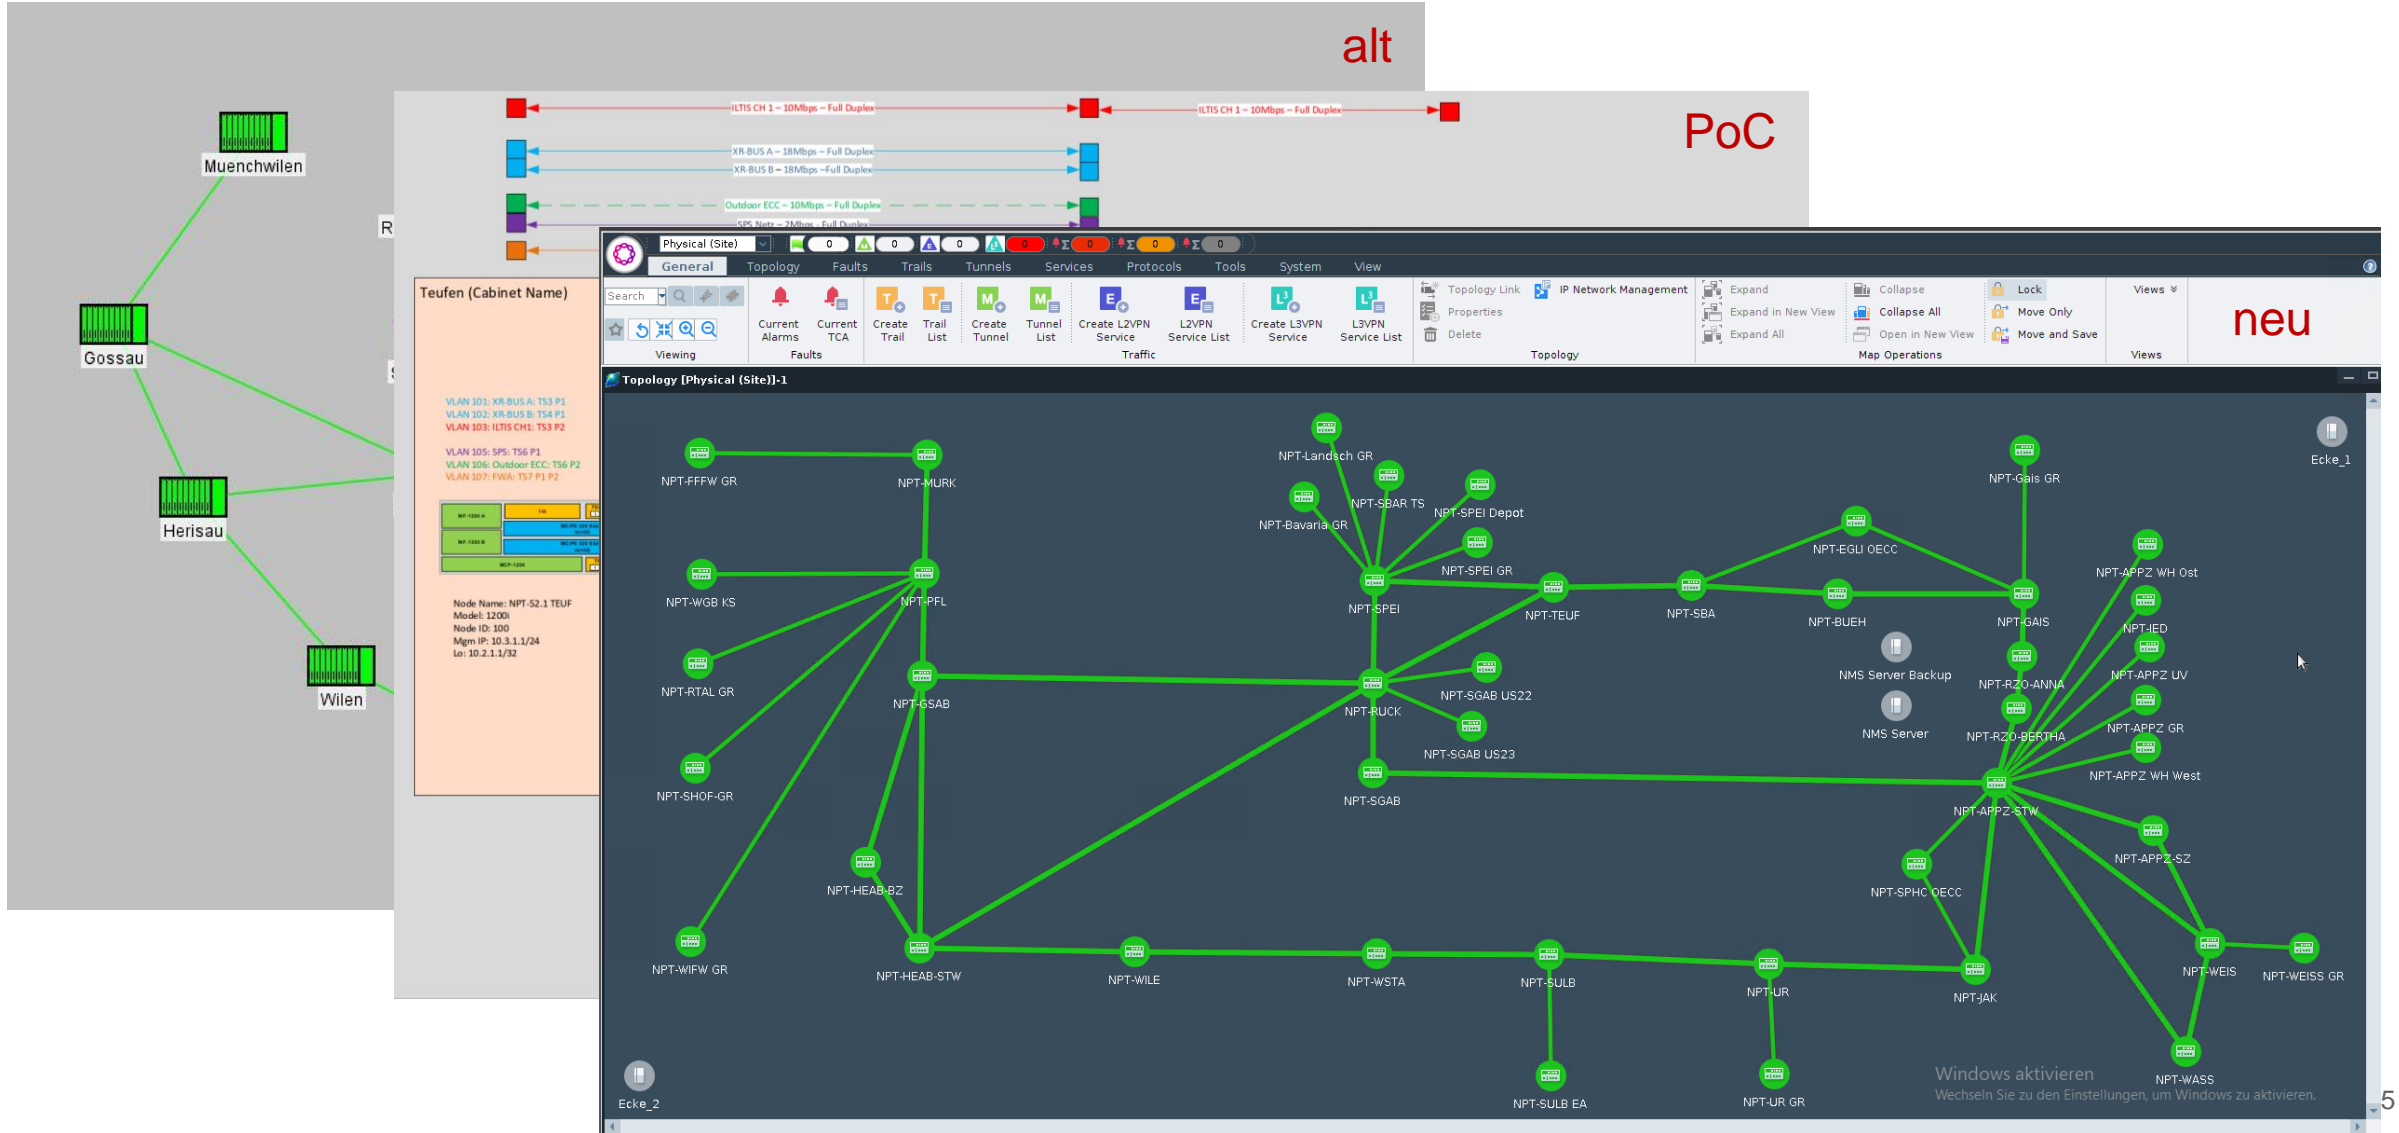 alt
Muenchwilen
R
Gossau
Herisau
Wilen
PoC
ILTIS CH 1 – 10Mbps – Full Duplex
ILTIS CH 1 – 10Mbps – Full Duplex
XR-BUS A – 18Mbps – Full Duplex
XR-BUS B – 18Mbps –Full Duplex
Outdoor ECC – 10Mbps – Full Duplex
SPS Netz – 2Mbps - Full Duplex
Teufen (Cabinet Name)
VLAN 101: XR-BUS A: TS3 P1
VLAN 102: XR-BUS B: TS4 P1
VLAN 103: ILTIS CH1: TS3 P2
VLAN 105: SPS: TS6 P1
VLAN 106: Outdoor ECC: TS6 P2
VLAN 107: FWA: TS7 P1 P2
MCP-1200
Node Name: NPT-S2.1 TEUF
Model: 1200i
Node ID: 100
Mgm IP: 10.3.1.1/24
Lo: 10.2.1.1/32
neu
Physical (Site) 0 0 0 0 0 0 0
General Topology Faults Trails Tunnels Services Protocols Tools System View
Search
Current Alarms
Current TCA
Create Trail
Trail List
Create Tunnel
Tunnel List
Create L2VPN Service
L2VPN Service List
Create L3VPN Service
L3VPN Service List
Topology Link
IP Network Management
Properties
Delete
Expand
Expand in New View
Expand All
Collapse
Collapse All
Open in New View
Lock
Move Only
Move and Save
Views
Viewing Faults Traffic Topology Map Operations Views
Topology [Physical (Site)]-1
NPT-FFFW GR
NPT-MURK
NPT-Landsch GR
NPT-SBAR TS
NPT-SPEI Depot
NPT-Bavaria GR
NPT-SPEI GR
NPT-Gais GR
Ecke_1
NPT-EGLI OECC
NPT-APPZ WH Ost
NPT-WGB KS
NPT-PFL
NPT-SPEI
NPT-TEUF
NPT-SBA
NPT-BUEH
NPT-GAIS
NPT-IED
NMS Server Backup
NPT-RZO-ANNA
NPT-APPZ UV
NPT-RTAL GR
NPT-GSAB
NPT-RUCK
NPT-SGAB US22
NPT-SGAB US23
NMS Server
NPT-RZO-BERTHA
NPT-APPZ GR
NPT-APPZ WH West
NPT-SHOF-GR
NPT-SGAB
NPT-APPZ-STW
NPT-APPZ-SZ
NPT-HEAB-BZ
NPT-SPHC OECC
NPT-WIFW GR
NPT-HEAB-STW
NPT-WILE
NPT-WSTA
NPT-SULB
NPT-UR
NPT-JAK
NPT-WEIS
NPT-WEISS GR
NPT-WASS
Ecke_2
NPT-SULB EA
NPT-UR GR
Windows aktivieren
Wechseln Sie zu den Einstellungen, um Windows zu aktivieren.
5